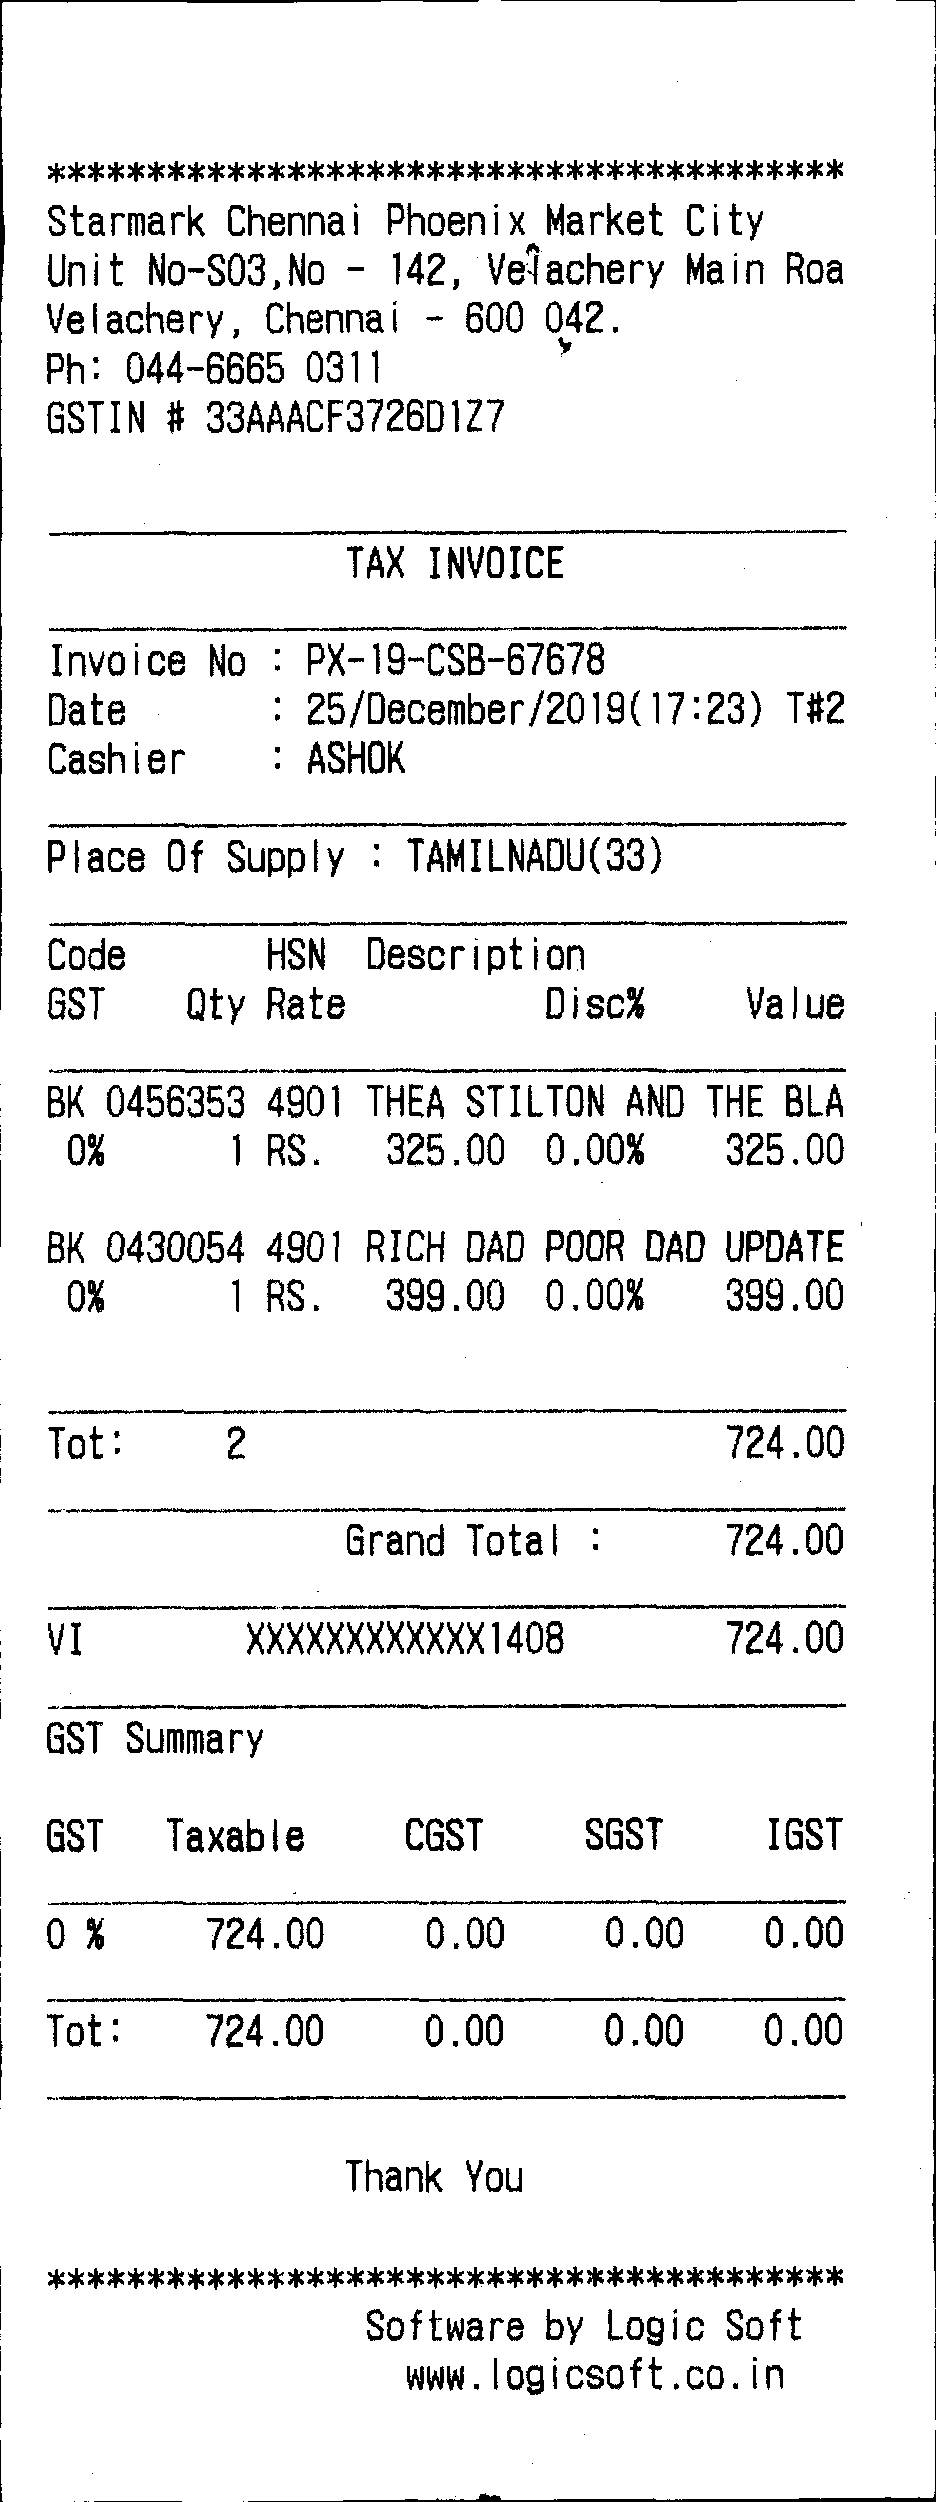 ****************************************
Starmark Chennai Phoenix Market City
Unit No-S03,No - 142, Velachery Main Roa
Velachery, Chennai - 600 042.
Ph: 044-6665 0311
GSTIN # 33AAACF3726D1Z7
TAX INVOICE
Invoice No : PX-19-CSB-67678
Date : 25/December/2019(17:23) T#2
Cashier : ASHOK
Place Of Supply : TAMILNADU(33)
Code HSN Description
GST Qty Rate Disc% Value
BK 0456353 4901 THEA STILTON AND THE BLA
0% 1 RS. 325.00 0.00% 325.00
BK 0430054 4901 RICH DAD POOR DAD UPDATE
0% 1 RS. 399.00 0.00% 399.00
Tot: 2 724.00
Grand Total : 724.00
VI XXXXXXXXXXXX1408 724.00
GST Summary
GST Taxable CGST SGST IGST
0 % 724.00 0.00 0.00 0.00
Tot: 724.00 0.00 0.00 0.00
Thank You
****************************************
Software by Logic Soft
www.logicsoft.co.in